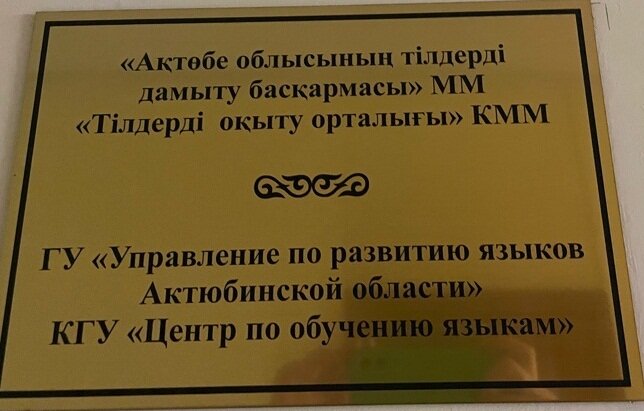 «Ақтөбе облысының тілдерді
дамыту басқармасы» ММ
«Тілдерді оқыту орталығы» КММ
ГУ «Управление по развитию языков
Актюбинской области»
КГУ «Центр по обучению языкам»